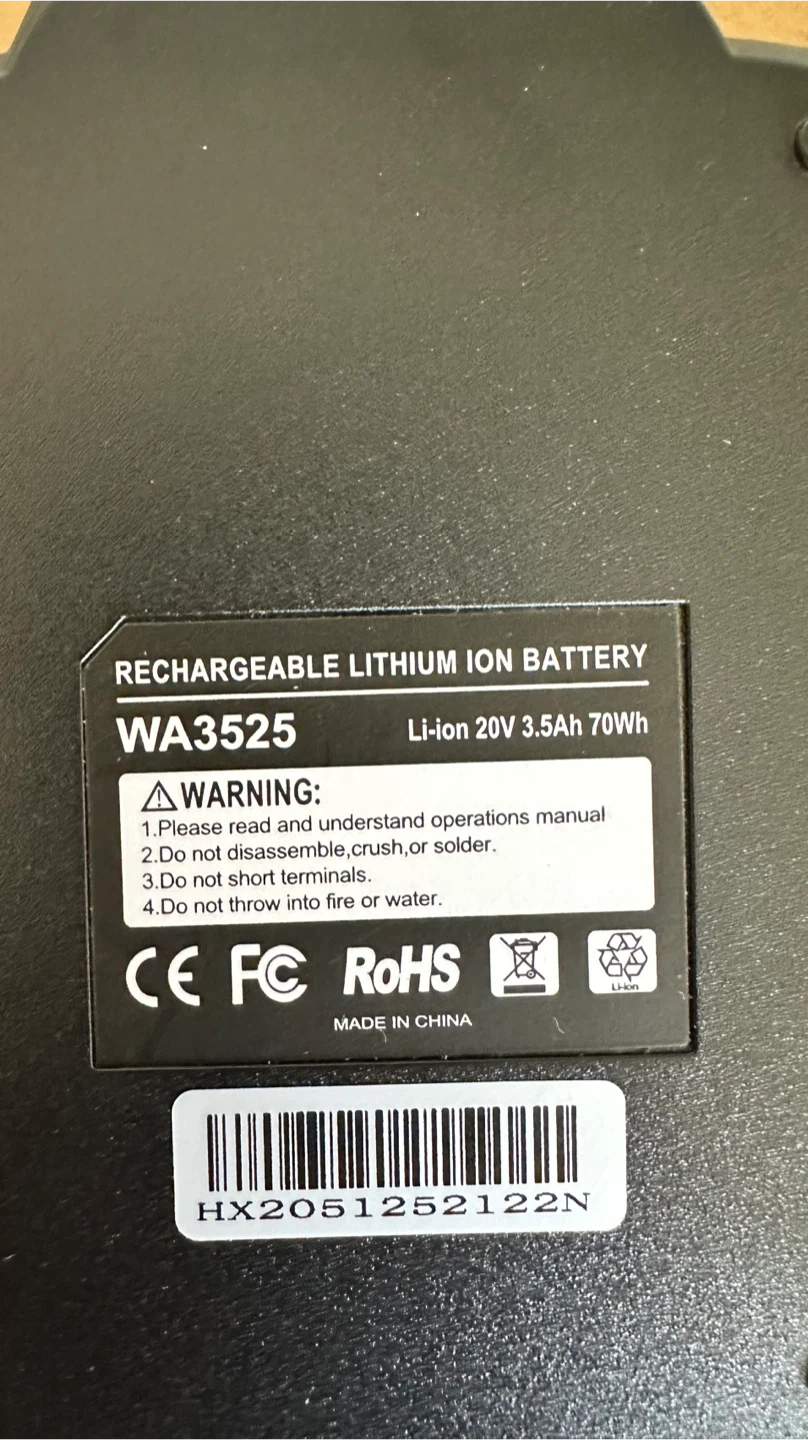 RECHARGEABLE LITHIUM ION BATTERY
WA3525 Li-ion 20V 3.5Ah 70Wh
WARNING:
1.Please read and understand operations manual
2.Do not disassemble,crush,or solder.
3.Do not short terminals.
4.Do not throw into fire or water.
CE FC RoHS Li-ion
MADE IN CHINA
HX2051252122N